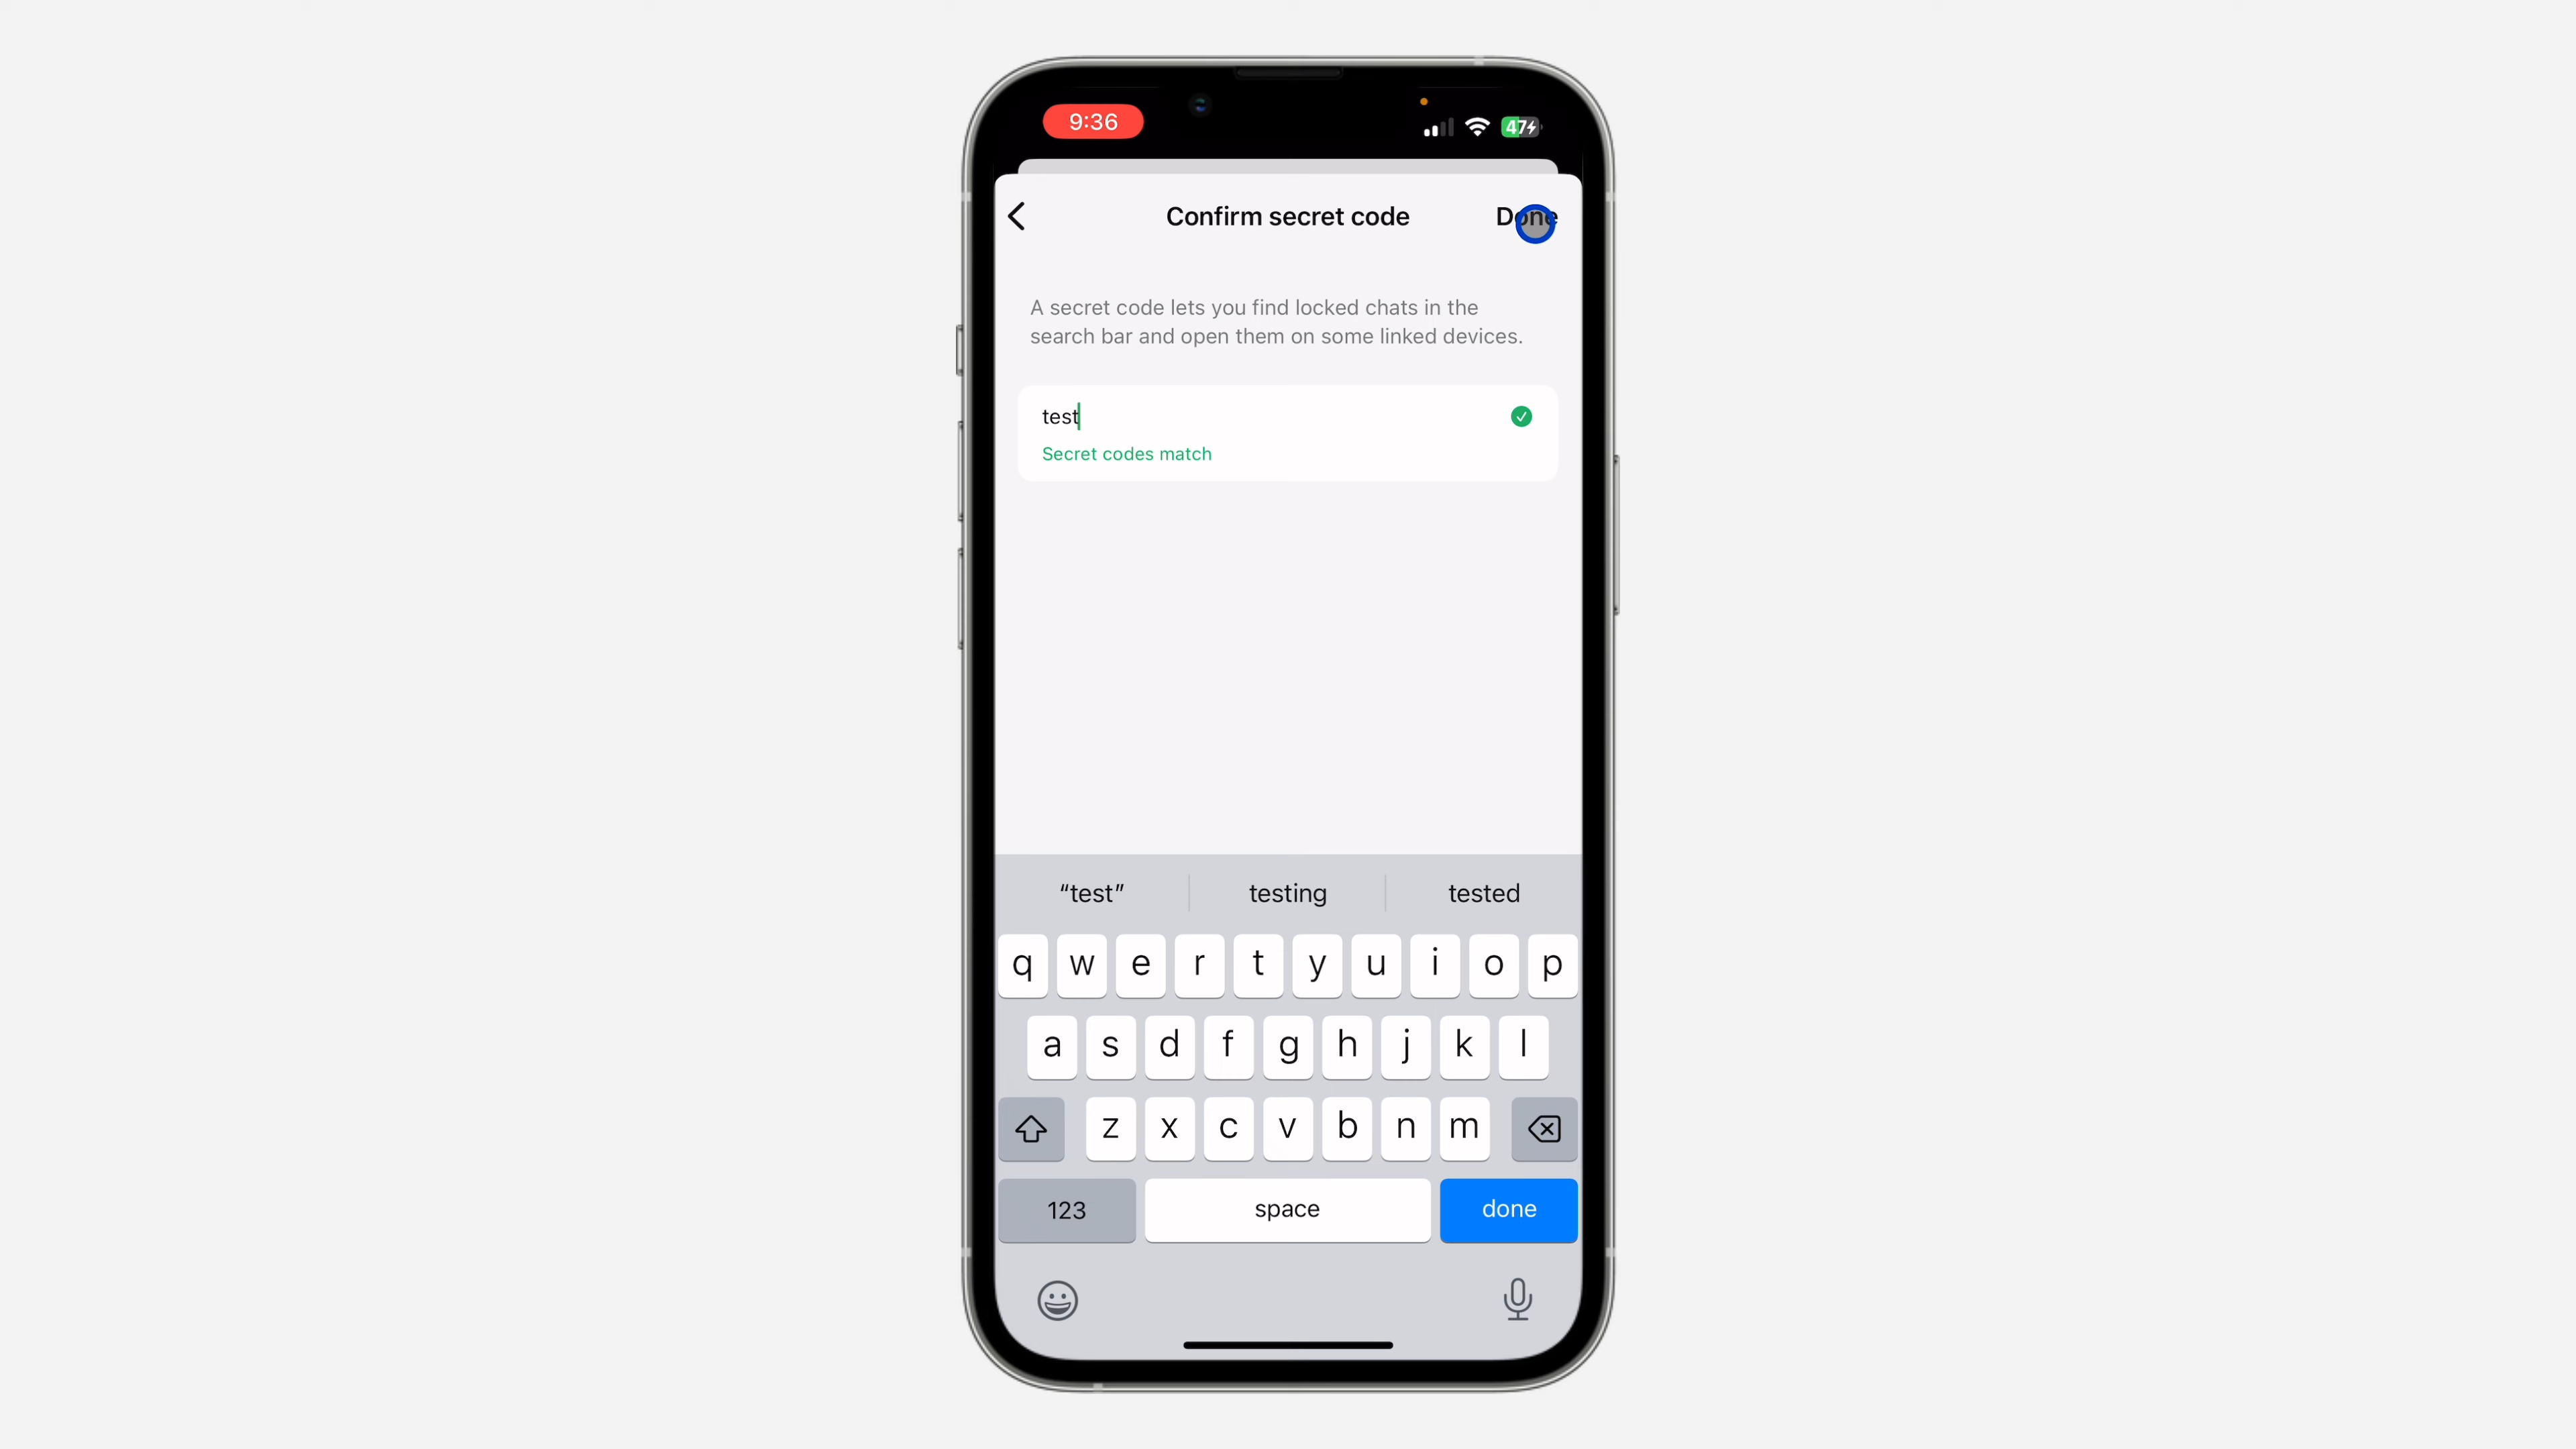 9:36
47
Confirm secret code
Done
A secret code lets you find locked chats in the
search bar and open them on some linked devices.
test
Secret codes match
“test”
testing
tested
q w e r t y u i o p
a s d f g h j k l
z x c v b n m
123
space
done